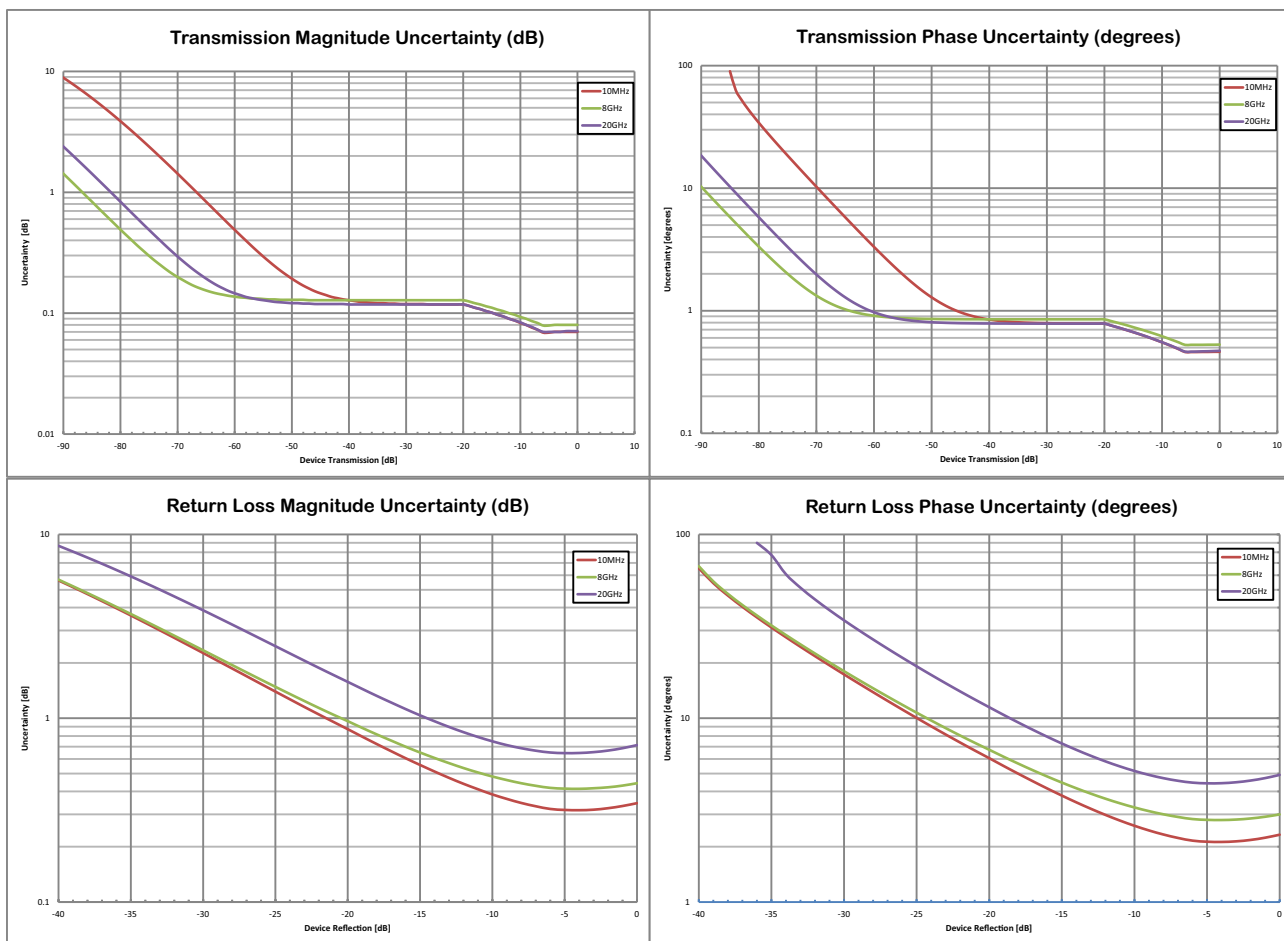 Transmission Magnitude Uncertainty (dB)
10
1
0.1
0.01
Uncertainty [dB]
10MHz
8GHz
20GHz
-90 -80 -70 -60 -50 -40 -30 -20 -10 0 10
Device Transmission [dB]
Transmission Phase Uncertainty (degrees)
100
10
1
0.1
Uncertainty [degrees]
10MHz
8GHz
20GHz
-90 -80 -70 -60 -50 -40 -30 -20 -10 0 10
Device Transmission [dB]
Return Loss Magnitude Uncertainty (dB)
10
1
0.1
Uncertainty [dB]
10MHz
8GHz
20GHz
-40 -35 -30 -25 -20 -15 -10 -5 0
Device Reflection [dB]
Return Loss Phase Uncertainty (degrees)
100
10
1
Uncertainty [degrees]
10MHz
8GHz
20GHz
-40 -35 -30 -25 -20 -15 -10 -5 0
Device Reflection [dB]